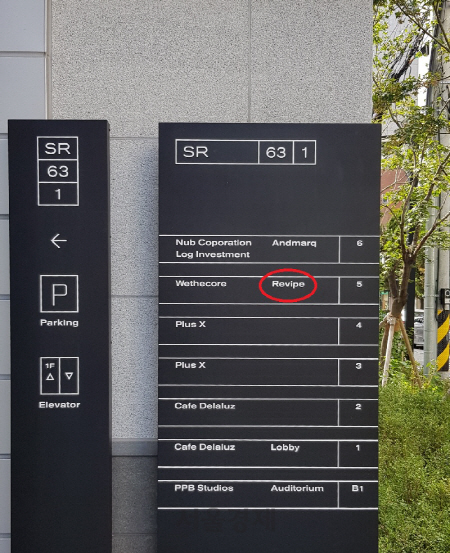 SR
63
1
←
P
Parking
1F
Elevator
SR 63 1
Nub Coporation Andmarq 6
Log Investment
Wethecore Revipe 5
Plus X 4
Plus X 3
Cafe Delaluz 2
Cafe Delaluz Lobby 1
PPB Studios Auditorium B1